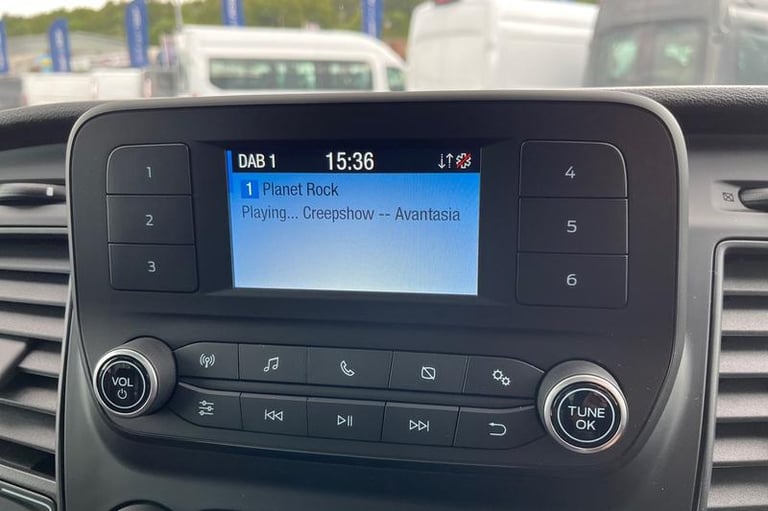 DAB 1 15:36
1 Planet Rock
Playing... Creepshow -- Avantasia
1
2
3
4
5
6
VOL
TUNE
OK